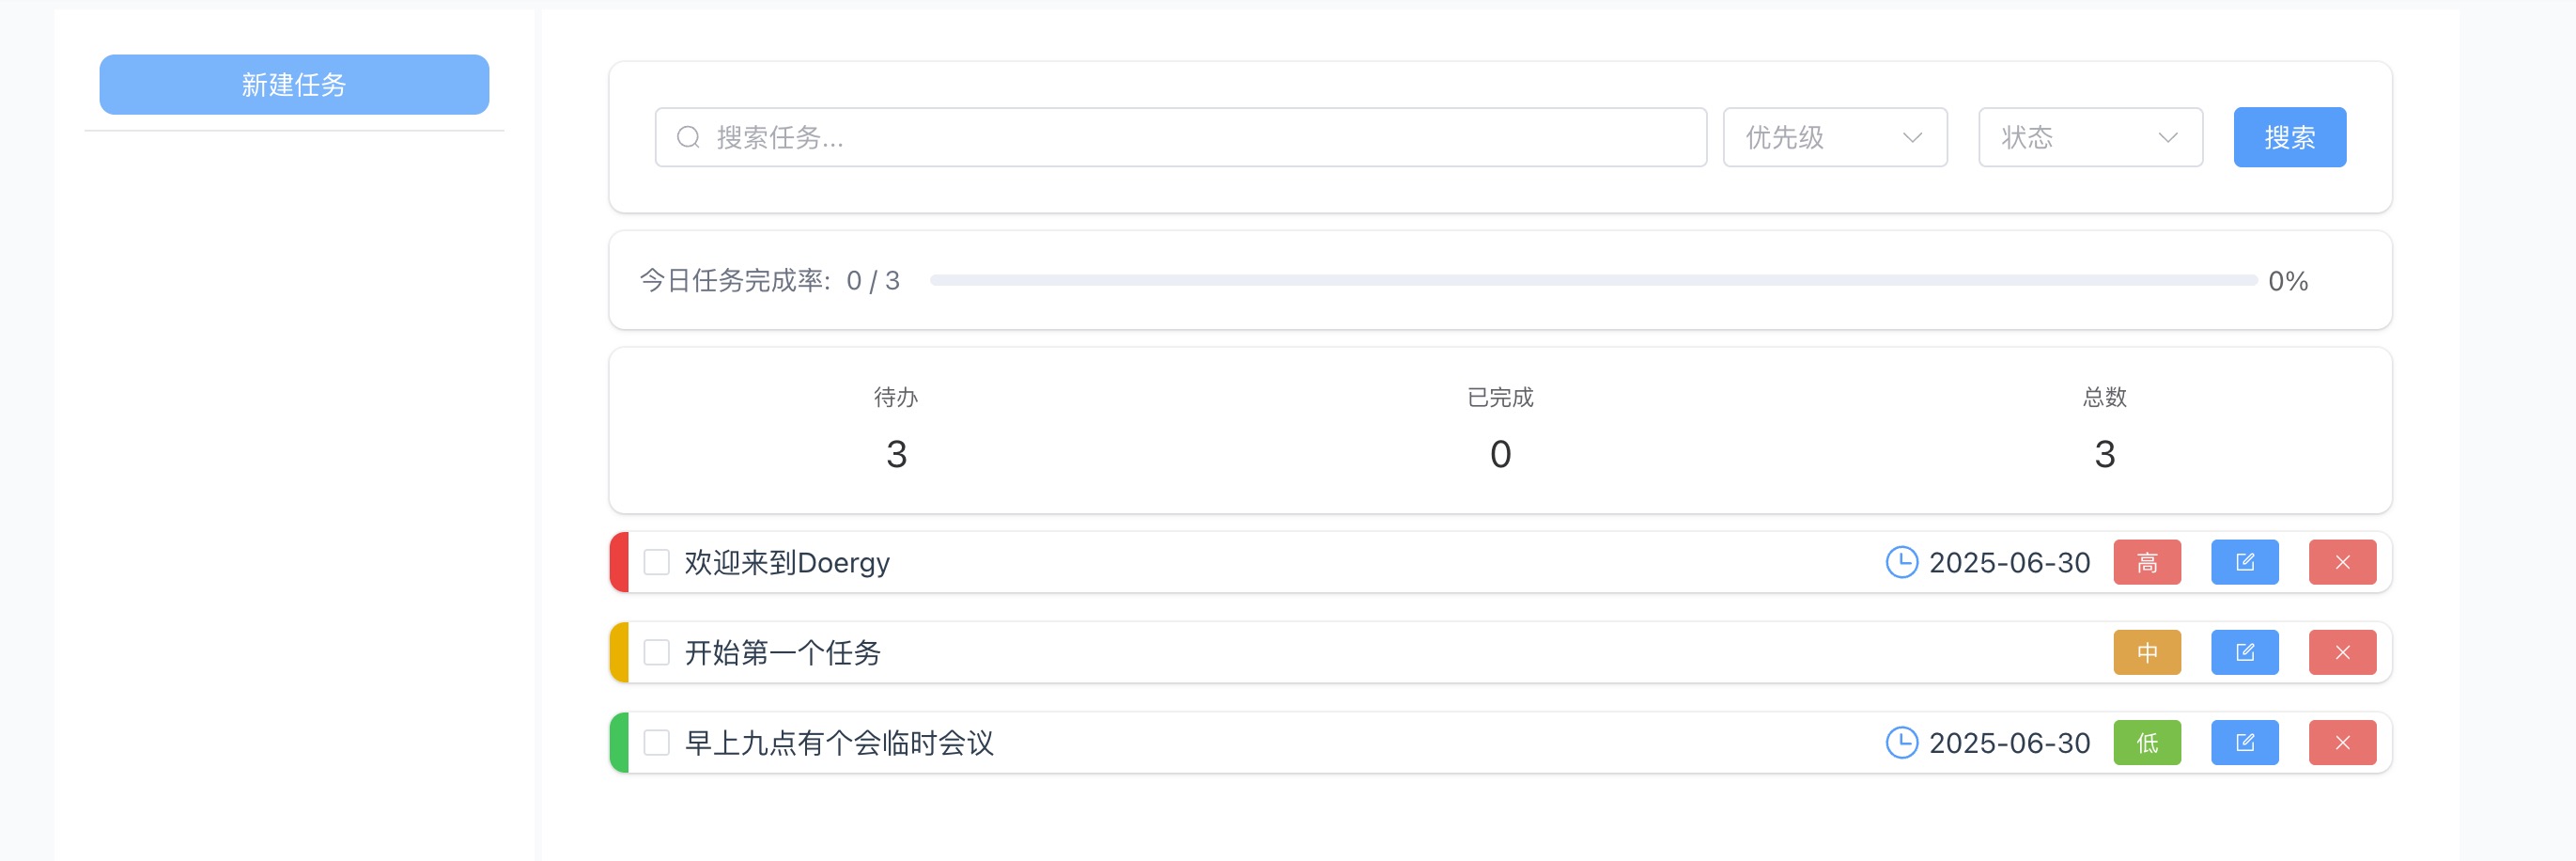 新建任务
搜索任务... 优先级 状态 搜索
今日任务完成率: 0 / 3 0%
待办 已完成 总数
3 0 3
欢迎来到Doergy 2025-06-30 高
开始第一个任务 中
早上九点有个会临时会议 2025-06-30 低